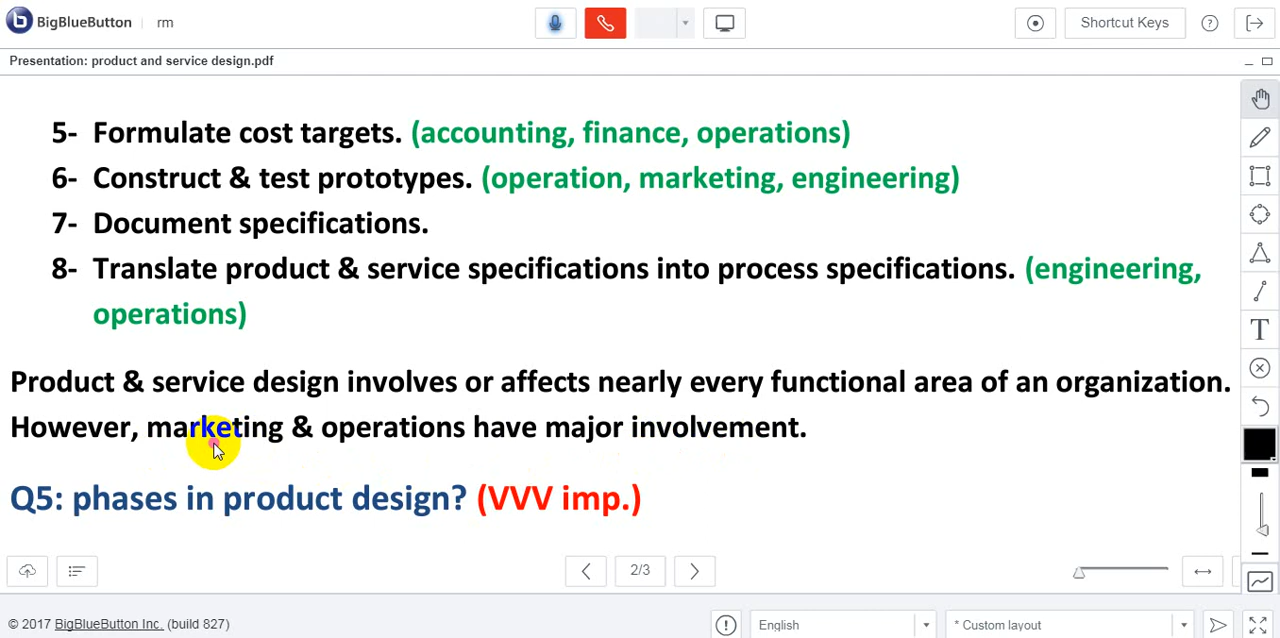 BigBlueButton rm
Shortcut Keys
Presentation: product and service design.pdf
5- Formulate cost targets. (accounting, finance, operations)
6- Construct & test prototypes. (operation, marketing, engineering)
7- Document specifications.
8- Translate product & service specifications into process specifications. (engineering,
operations)
Product & service design involves or affects nearly every functional area of an organization.
However, marketing & operations have major involvement.
Q5: phases in product design? (VVV imp.)
2/3
© 2017 BigBlueButton Inc. (build 827)
English
* Custom layout